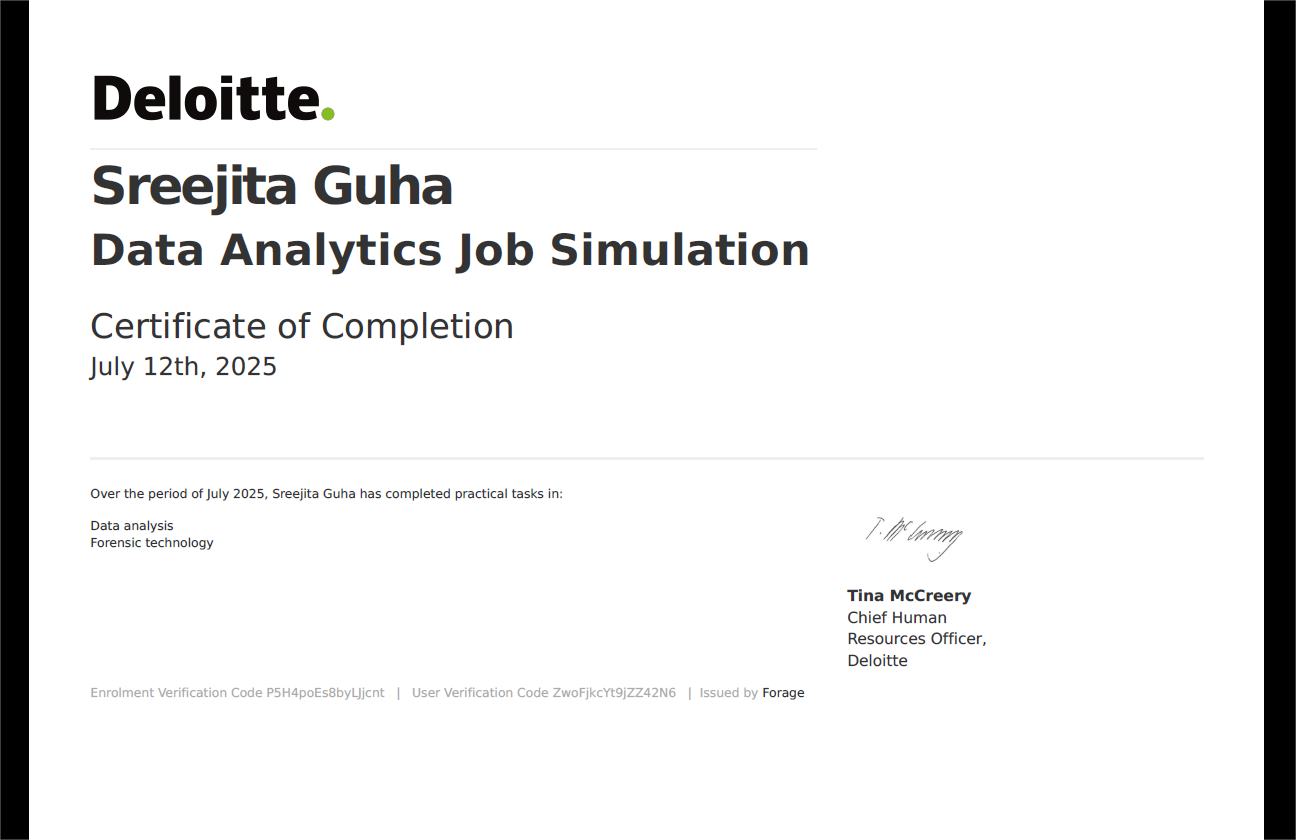 Deloitte.
Sreejita Guha
Data Analytics Job Simulation
Certificate of Completion
July 12th, 2025
Over the period of July 2025, Sreejita Guha has completed practical tasks in:
Data analysis
Forensic technology
T. McCreery
Tina McCreery
Chief Human
Resources Officer,
Deloitte
Enrolment Verification Code P5H4poEs8byLJjcnt | User Verification Code ZwoFjkcYt9jZZ42N6 | Issued by Forage